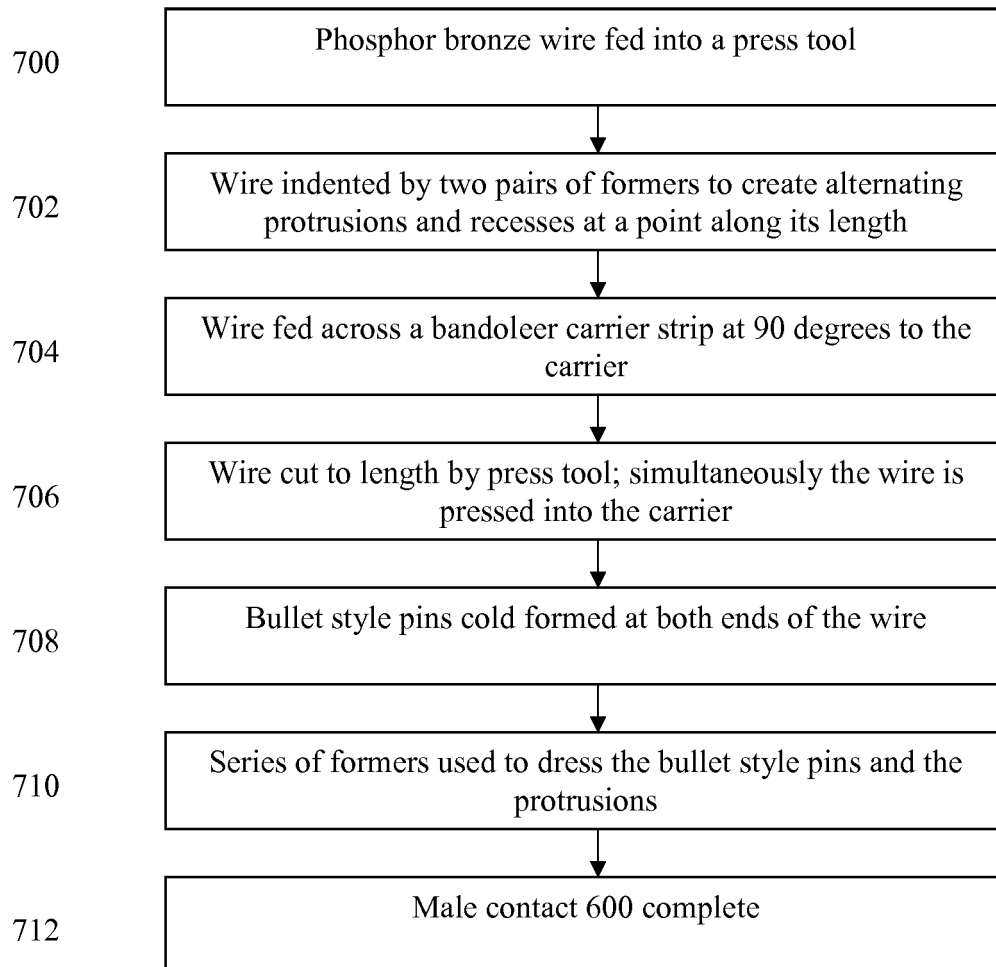 700
Phosphor bronze wire fed into a press tool
702
Wire indented by two pairs of formers to create alternating
protrusions and recesses at a point along its length
704
Wire fed across a bandoleer carrier strip at 90 degrees to the
carrier
706
Wire cut to length by press tool; simultaneously the wire is
pressed into the carrier
708
Bullet style pins cold formed at both ends of the wire
710
Series of formers used to dress the bullet style pins and the
protrusions
712
Male contact 600 complete